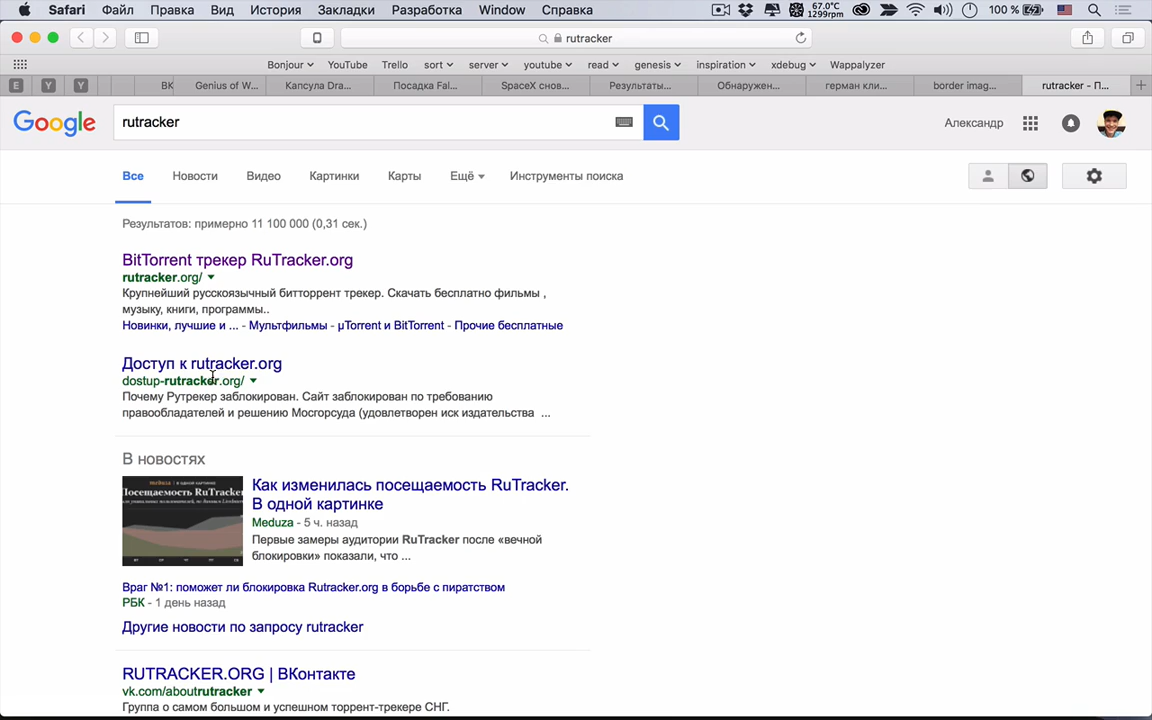 Safari Файл Правка Вид История Закладки Разработка Window Справка 67.0°C 1299rpm 100 %
rutracker
Bonjour YouTube Trello sort server youtube read genesis inspiration xdebug Wappalyzer
E Y Y ВК Genius of W... Капсула Dra... Посадка Fal... SpaceX снов... Результаты... Обнаружен... герман кли... border imag... rutracker - П...
Google rutracker Александр
Все Новости Видео Картинки Карты Ещё Инструменты поиска
Результатов: примерно 11 100 000 (0,31 сек.)
BitTorrent трекер RuTracker.org
rutracker.org/
Крупнейший русскоязычный битторрент трекер. Скачать бесплатно фильмы ,
музыку, книги, программы..
Новинки, лучшие и ... - Мультфильмы - µTorrent и BitTorrent - Прочие бесплатные
Доступ к rutracker.org
dostup-rutracker.org/
Почему Рутрекер заблокирован. Сайт заблокирован по требованию
правообладателей и решению Мосгорсуда (удовлетворен иск издательства ...
В новостях
meduza | в одной картинке
Посещаемость RuTracker
Как изменилась посещаемость RuTracker.
В одной картинке
Meduza - 5 ч. назад
Первые замеры аудитории RuTracker после «вечной
блокировки» показали, что ...
Враг №1: поможет ли блокировка Rutracker.org в борьбе с пиратством
РБК - 1 день назад
Другие новости по запросу rutracker
RUTRACKER.ORG | ВКонтакте
vk.com/aboutrutracker
Группа о самом большом и успешном торрент-трекере СНГ.